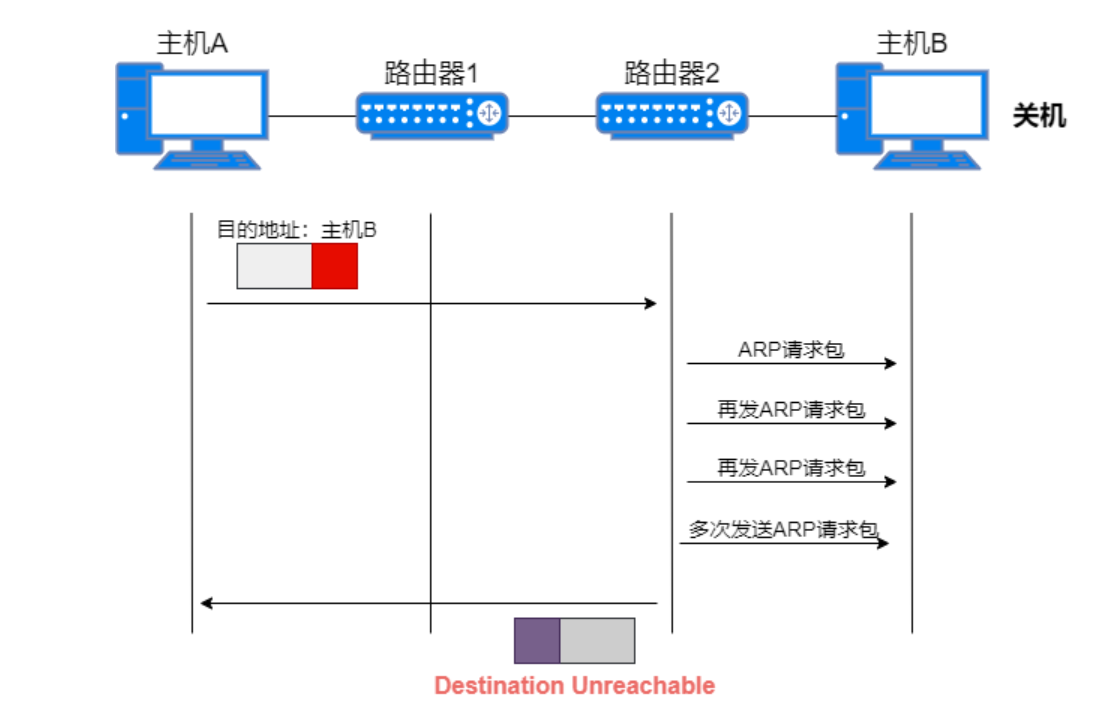 主机A
主机B
路由器1
路由器2
关机
目的地址：主机B
ARP请求包
再发ARP请求包
再发ARP请求包
多次发送ARP请求包
Destination Unreachable